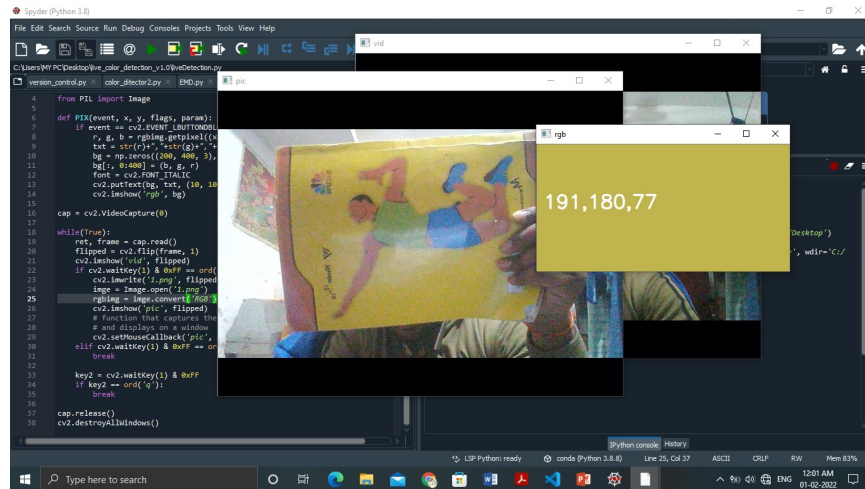 Spyder (Python 3.8)
File Edit Search Source Run Debug Consoles Projects Tools View Help
C:\Users\MY PC\Desktop\live_color_detection_v1.0\liveDetection.py
version_control.py color_ditector2.py EMD.py
4 from PIL import Image
5
6 def PIX(event, x, y, flags, param):
7 if event == cv2.EVENT_LBUTTONDBL
8 r, g, b = rgbimg.getpixel((x
9 txt = str(r)+","+str(g)+","+
10 bg = np.zeros((200, 400, 3),
11 bg[:, 0:400] = (b, g, r)
12 font = cv2.FONT_ITALIC
13 cv2.putText(bg, txt, (10, 10
14 cv2.imshow('rgb', bg)
15
16 cap = cv2.VideoCapture(0)
17
18 while(True):
19 ret, frame = cap.read()
20 flipped = cv2.flip(frame, 1)
21 cv2.imshow('vid', flipped)
22 if cv2.waitKey(1) & 0xFF == ord(
23 cv2.imwrite('1.png', flipped
24 imge = Image.open('1.png')
25 rgbimg = imge.convert('RGB')
26 cv2.imshow('pic', flipped)
27 # function that captures the
28 # and displays on a window
29 cv2.setMouseCallback('pic',
30 elif cv2.waitKey(1) & 0xFF == or
31 break
32
33 key2 = cv2.waitKey(1) & 0xFF
34 if key2 == ord('q'):
35 break
36
37 cap.release()
38 cv2.destroyAllWindows()
vid
pic
rgb
191,180,77
/Desktop')
', wdir='C:/
IPython console History
LSP Python: ready conda (Python 3.8.8) Line 25, Col 37 ASCII CRLF RW Mem 83%
Type here to search
ENG 12:01 AM
01-02-2022